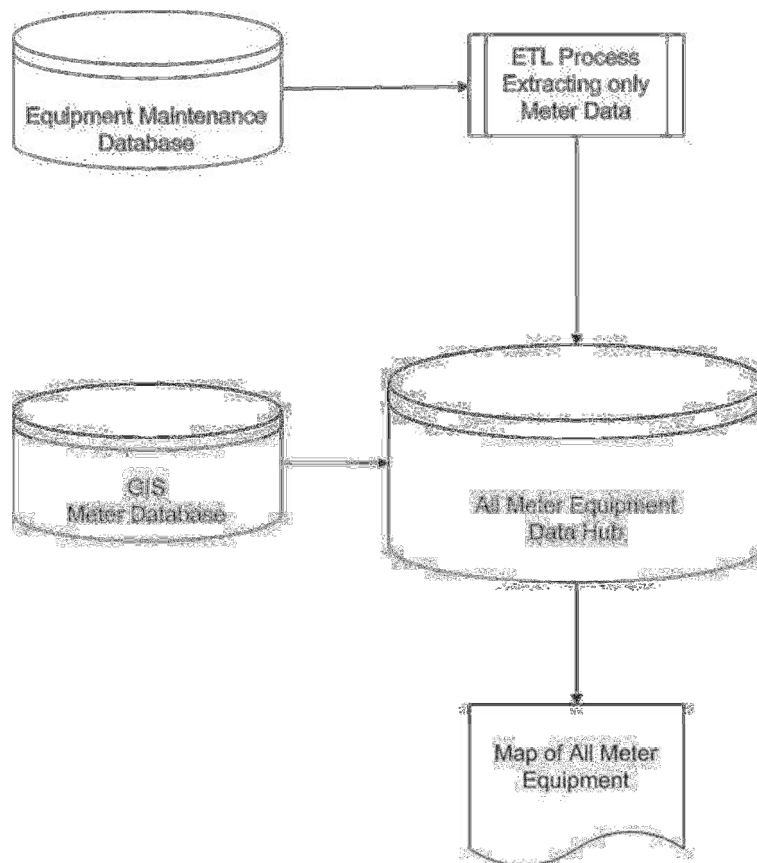 Equipment Maintenance
Database
ETL Process
Extracting only
Meter Data
GIS
Meter Database
All Meter Equipment
Data Hub
Map of All Meter
Equipment